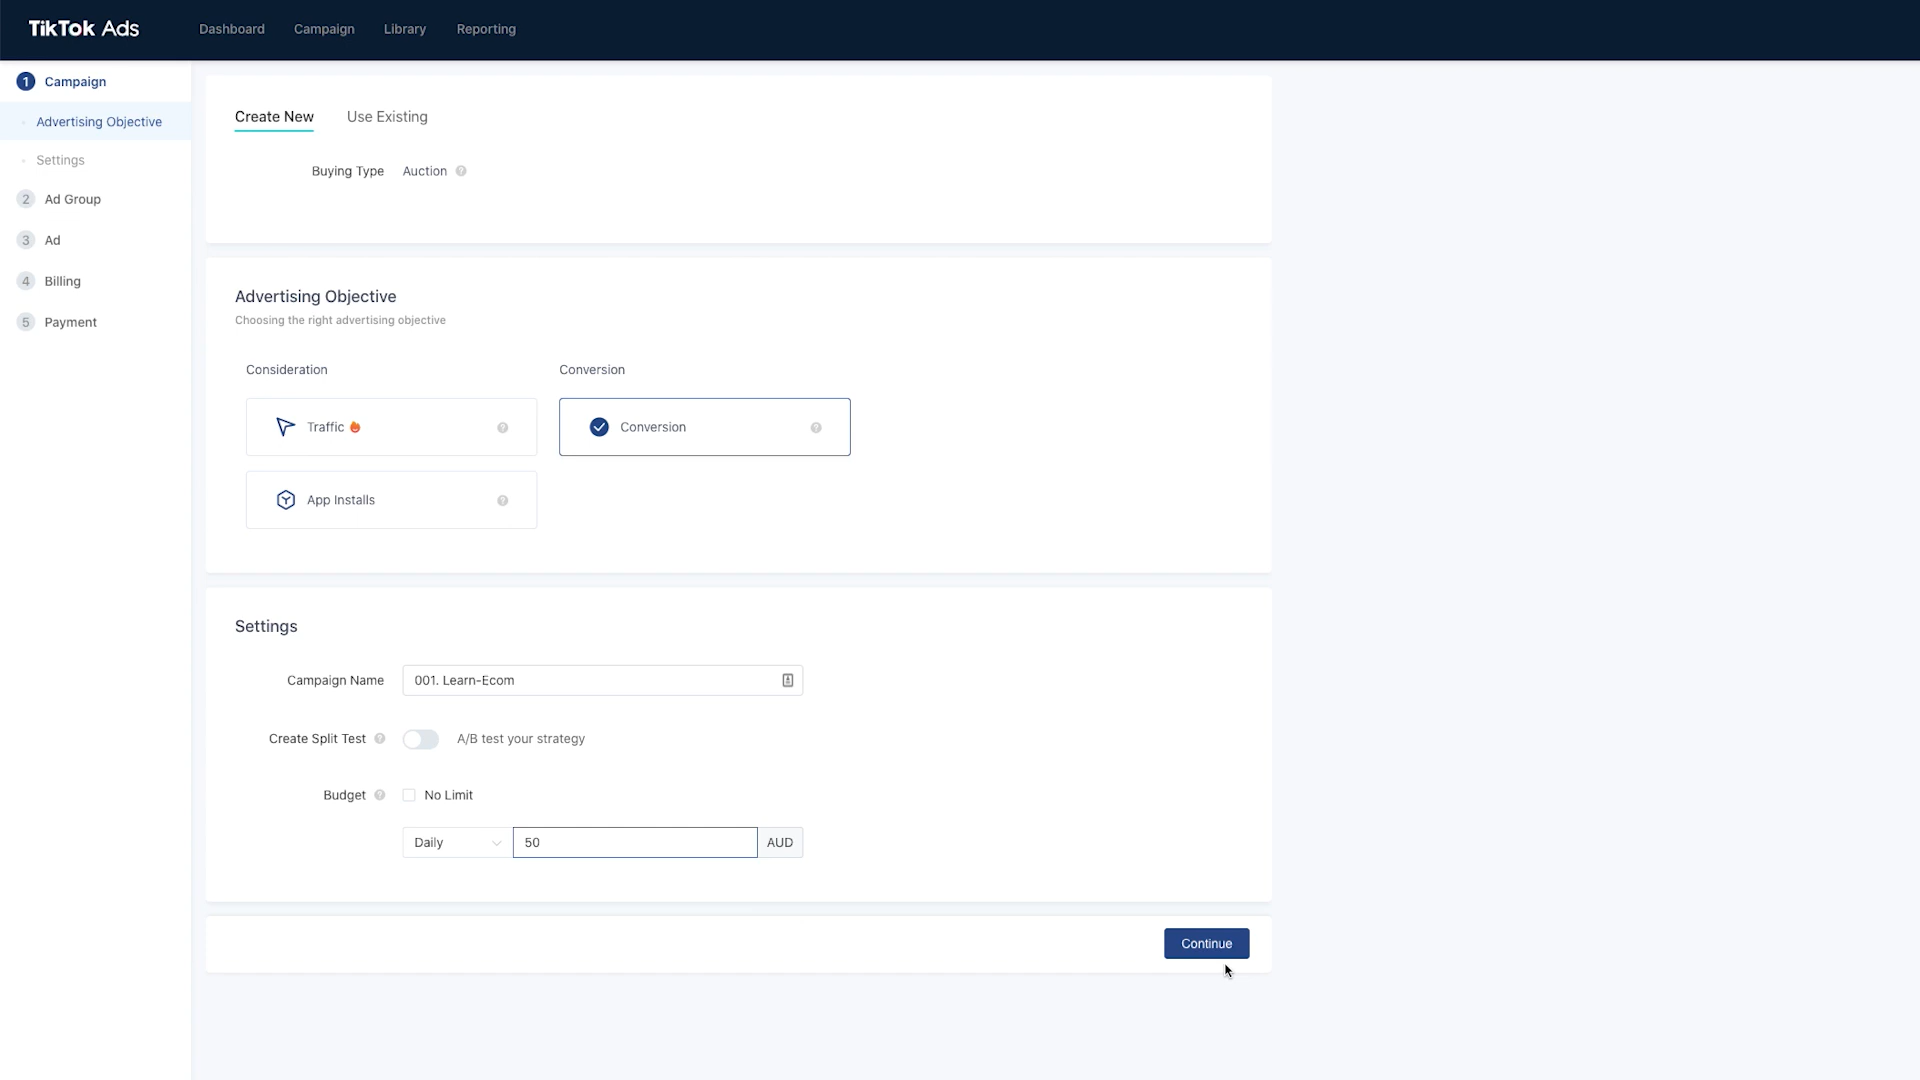 TikTok Ads Dashboard Campaign Library Reporting
1 Campaign
Advertising Objective
Settings
2 Ad Group
3 Ad
4 Billing
5 Payment
Create New Use Existing
Buying Type Auction ?
Advertising Objective
Choosing the right advertising objective
Consideration Conversion
Traffic ? Conversion ?
App Installs ?
Settings
Campaign Name 001. Learn-Ecom
Create Split Test ? A/B test your strategy
Budget ? No Limit
Daily 50 AUD
Continue